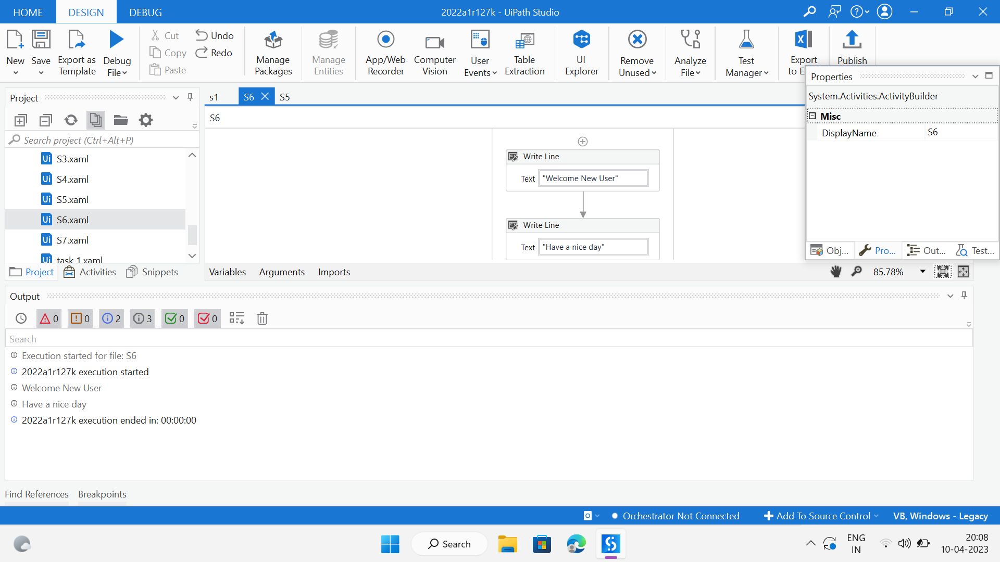 HOME DESIGN DEBUG 2022a1r127k - UiPath Studio
New Save Export as Template Debug File
Cut Copy Paste Undo Redo
Manage Packages
Manage Entities
App/Web Recorder
Computer Vision
User Events
Table Extraction
UI Explorer
Remove Unused
Analyze File
Test Manager
Export to E
Publish
Project
Search project (Ctrl+Alt+P)
Ui S3.xaml
Ui S4.xaml
Ui S5.xaml
Ui S6.xaml
Ui S7.xaml
Ui task 1.xaml
Project Activities Snippets
s1 S6 S5
S6
Write Line
Text "Welcome New User"
Write Line
Text "Have a nice day"
Variables Arguments Imports 85.78%
Properties
System.Activities.ActivityBuilder
Misc
DisplayName S6
Obj... Pro... Out... Test...
Output
0 0 2 3 0 0
Search
Execution started for file: S6
2022a1r127k execution started
Welcome New User
Have a nice day
2022a1r127k execution ended in: 00:00:00
Find References Breakpoints
Orchestrator Not Connected Add To Source Control VB, Windows - Legacy
Search
ENG
IN
20:08
10-04-2023